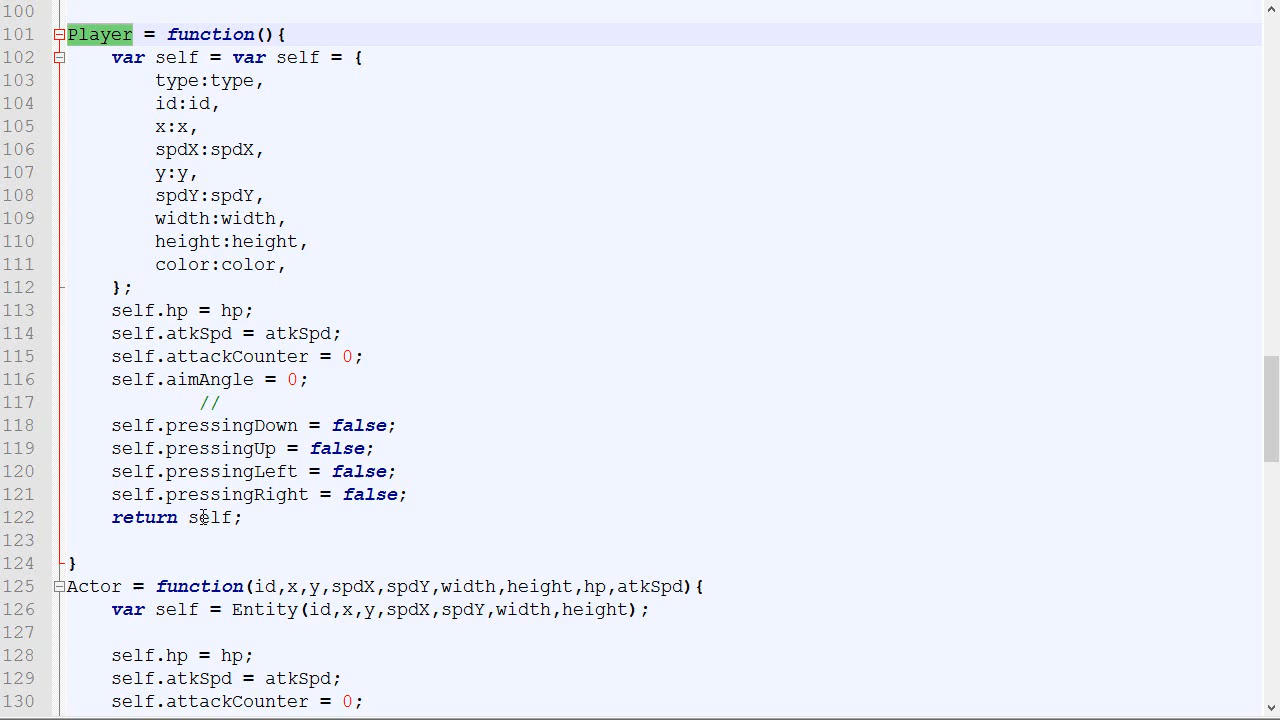 100
101 Player = function(){
102 var self = var self = {
103 type:type,
104 id:id,
105 x:x,
106 spdX:spdX,
107 y:y,
108 spdY:spdY,
109 width:width,
110 height:height,
111 color:color,
112 };
113 self.hp = hp;
114 self.atkSpd = atkSpd;
115 self.attackCounter = 0;
116 self.aimAngle = 0;
117 //
118 self.pressingDown = false;
119 self.pressingUp = false;
120 self.pressingLeft = false;
121 self.pressingRight = false;
122 return self;
123
124 }
125 Actor = function(id,x,y,spdX,spdY,width,height,hp,atkSpd){
126 var self = Entity(id,x,y,spdX,spdY,width,height);
127
128 self.hp = hp;
129 self.atkSpd = atkSpd;
130 self.attackCounter = 0;